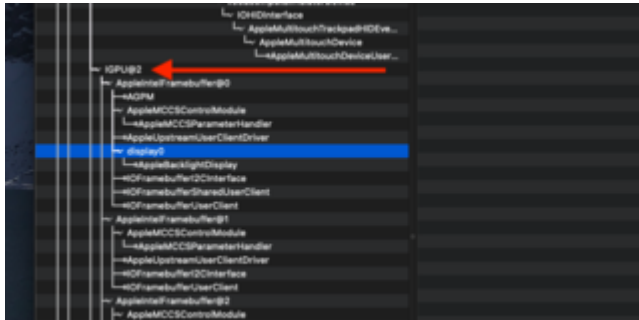 IOHIDInterface
AppleMultitouchTrackpadHIDEve...
AppleMultitouchDevice
AppleMultitouchDeviceUser...
IGPU@2
AppleIntelFramebuffer@0
AGPM
AppleMCCSControlModule
AppleMCCSParameterHandler
AppleUpstreamUserClientDriver
display0
AppleBacklightDisplay
IOFramebufferI2CInterface
IOFramebufferSharedUserClient
IOFramebufferUserClient
AppleIntelFramebuffer@1
AppleMCCSControlModule
AppleMCCSParameterHandler
AppleUpstreamUserClientDriver
IOFramebufferI2CInterface
IOFramebufferUserClient
AppleIntelFramebuffer@2
AppleMCCSControlModule